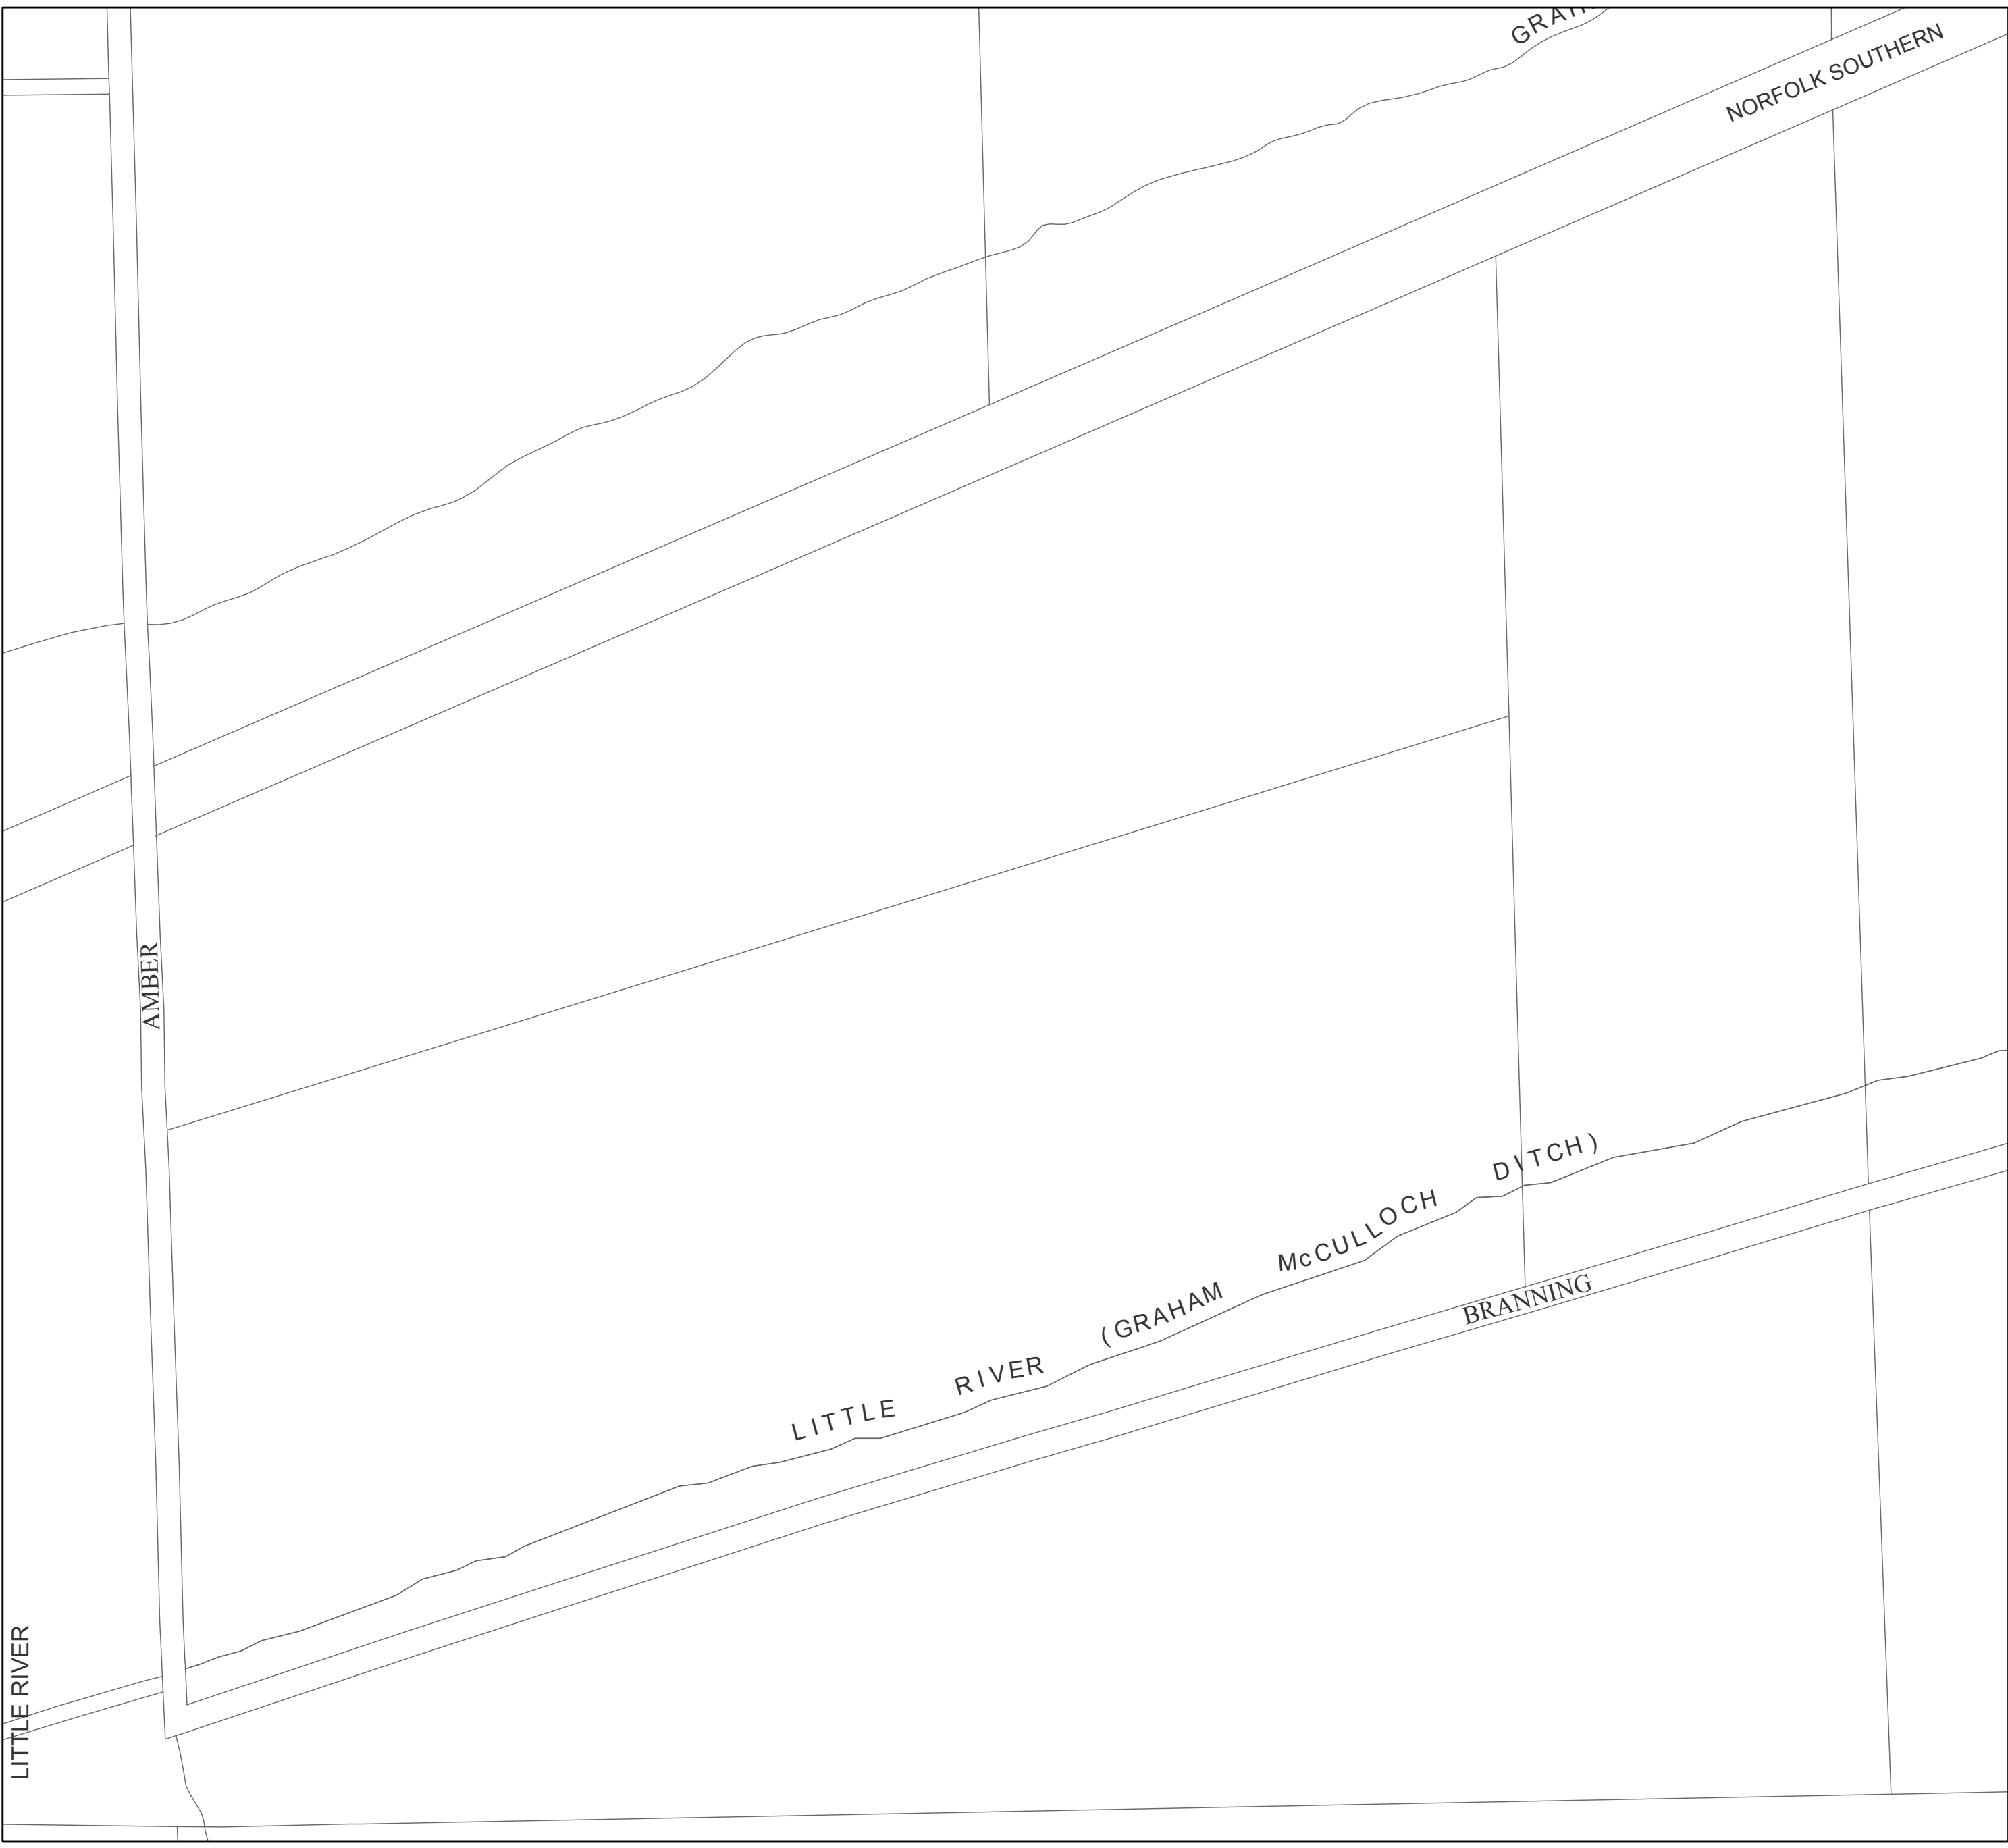 NORFOLK SOUTHERN
AMBER
LITTLE RIVER (GRAHAM McCULLOCH DITCH)
BRANNING
LITTLE RIVER